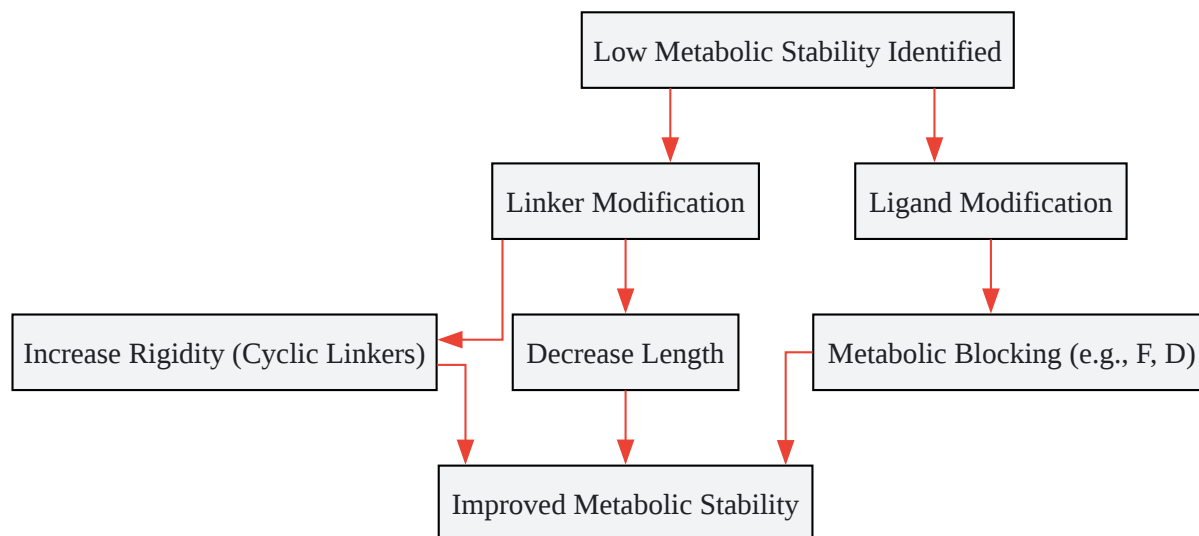 Low Metabolic Stability Identified
Linker Modification
Ligand Modification
Increase Rigidity (Cyclic Linkers)
Decrease Length
Metabolic Blocking (e.g., F, D)
Improved Metabolic Stability